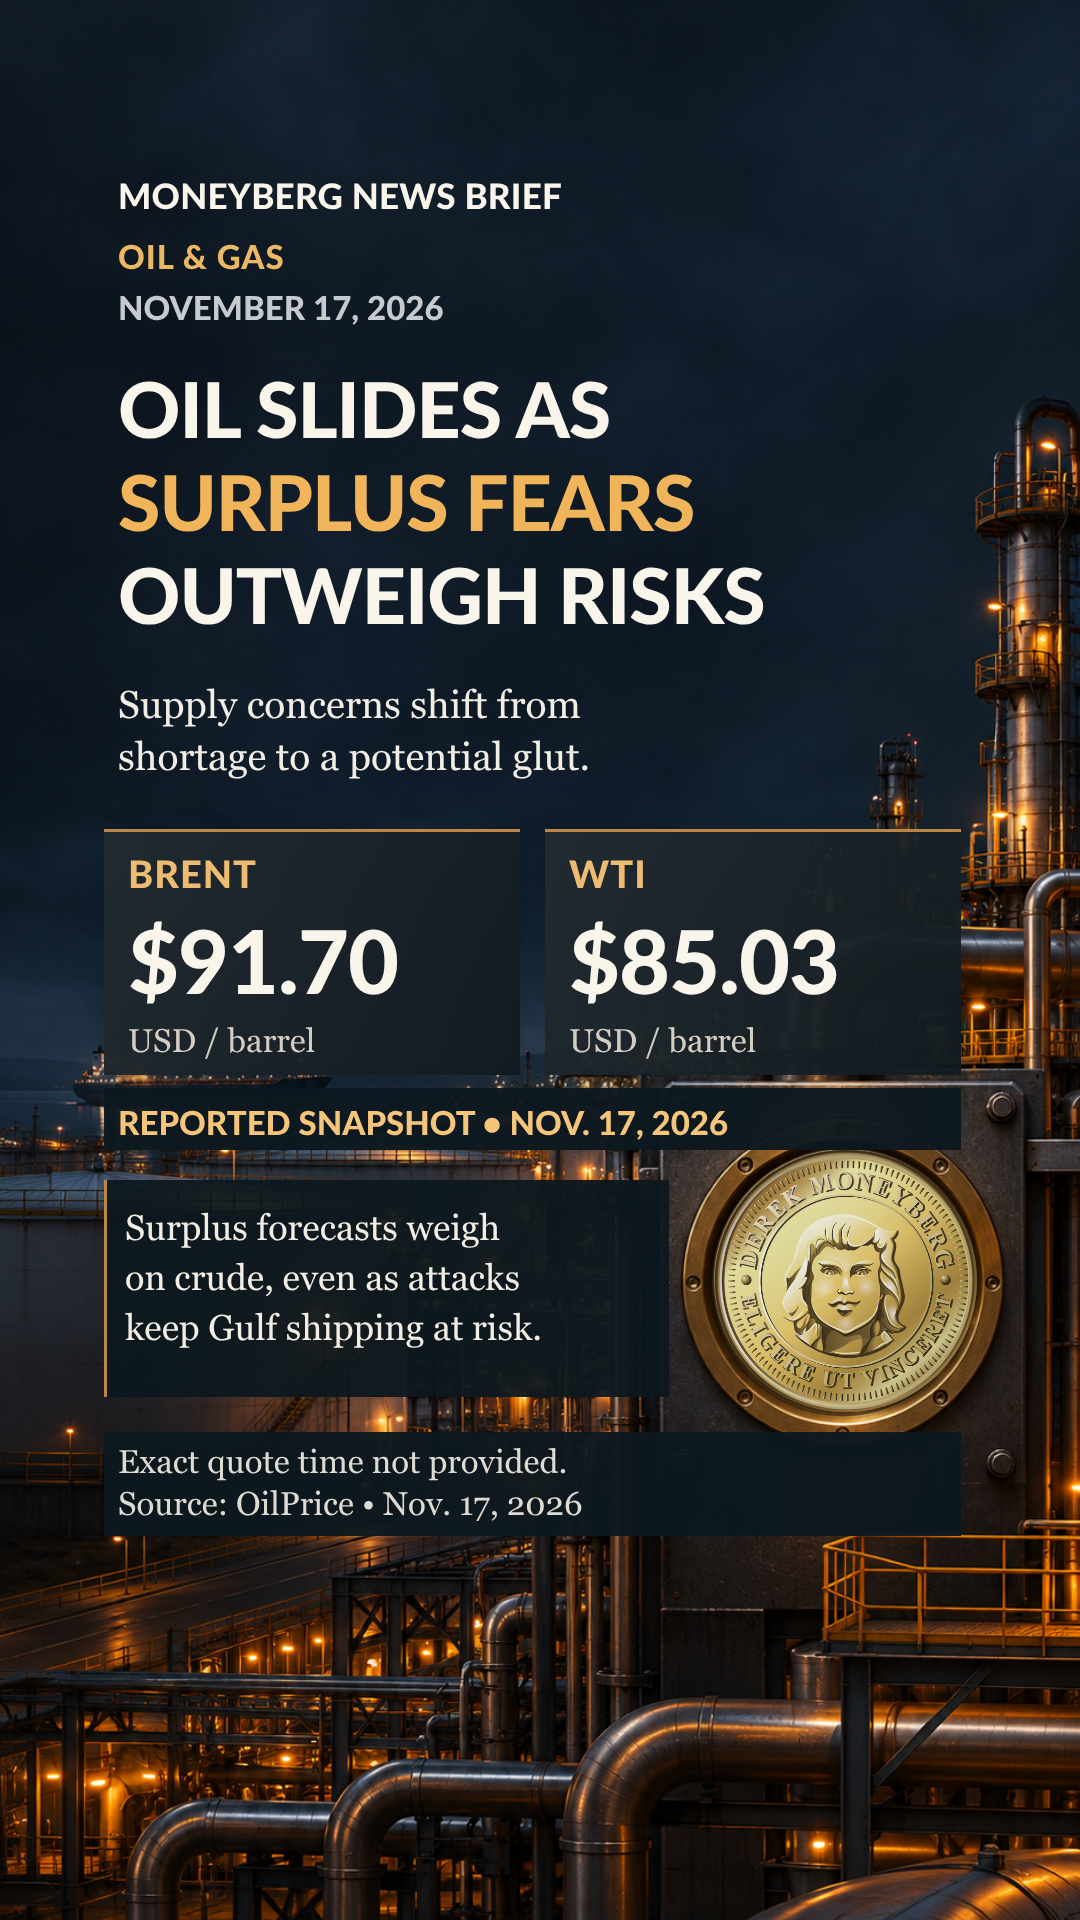 MONEYBERG NEWS BRIEF
OIL & GAS
NOVEMBER 17, 2026
OIL SLIDES AS
SURPLUS FEARS
OUTWEIGH RISKS
Supply concerns shift from
shortage to a potential glut.
BRENT
$91.70
USD / barrel
WTI
$85.03
USD / barrel
REPORTED SNAPSHOT • NOV. 17, 2026
Surplus forecasts weigh
on crude, even as attacks
keep Gulf shipping at risk.
DEREK MONEYBERG
ELIGERE UT VINCERET
Exact quote time not provided.
Source: OilPrice • Nov. 17, 2026